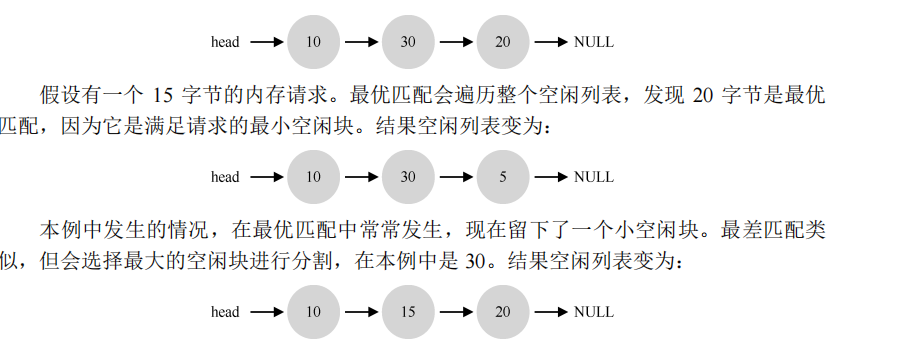 head 10 30 20 NULL
假设有一个 15 字节的内存请求。最优匹配会遍历整个空闲列表，发现 20 字节是最优
匹配，因为它是满足请求的最小空闲块。结果空闲列表变为：
head 10 30 5 NULL
本例中发生的情况，在最优匹配中常常发生，现在留下了一个小空闲块。最差匹配类
似，但会选择最大的空闲块进行分割，在本例中是 30。结果空闲列表变为：
head 10 15 20 NULL